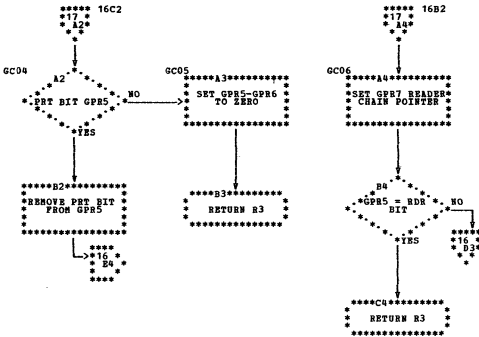 17 16C2
A2
17 16B2
A4
GC04 A2
PRT BIT GPR5 NO
YES
GC05 A3
SET GPR5-GPR6
TO ZERO
GC06 A4
SET GPR7 READER
CHAIN POINTER
B2
REMOVE PRT BIT
FROM GPR5
B3
RETURN R3
B4
GPR5 = RDR
BIT
NO
YES
16
E4
16
D3
C4
RETURN R3